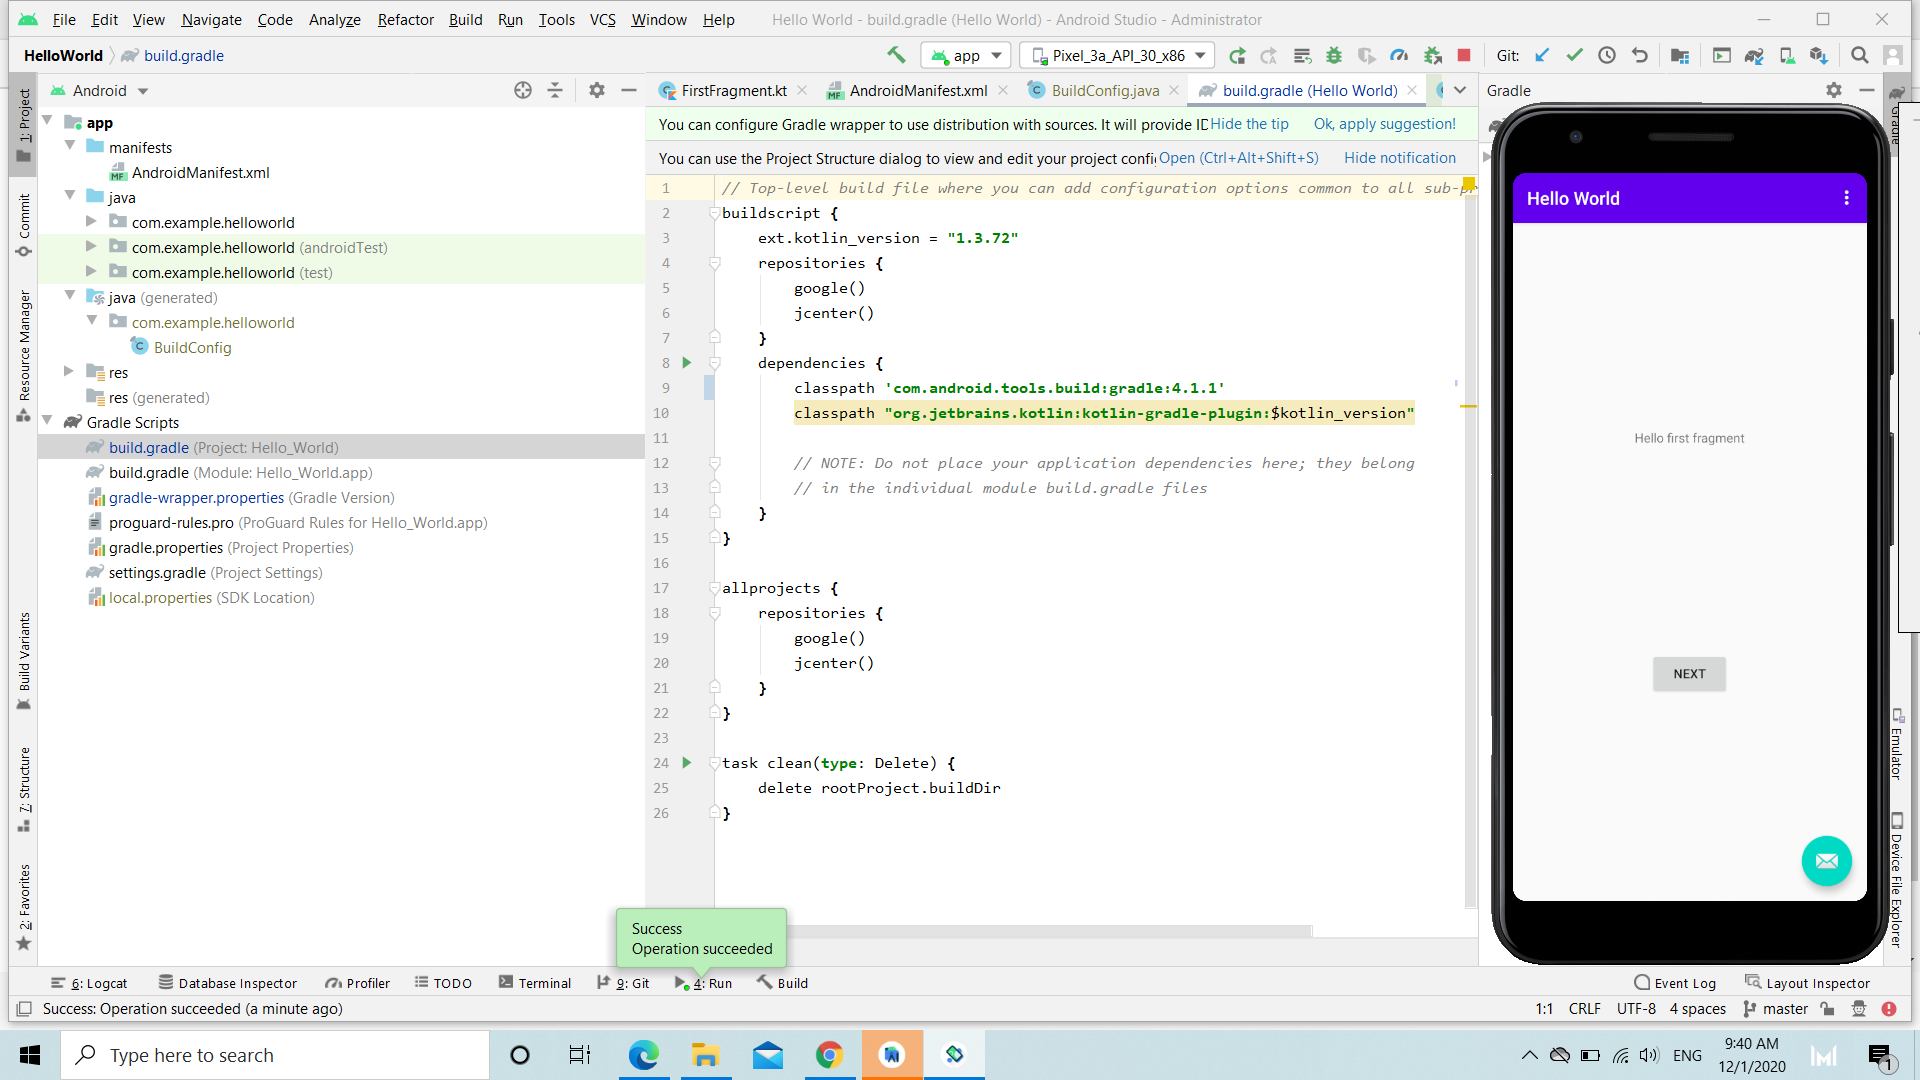 File Edit View Navigate Code Analyze Refactor Build Run Tools VCS Window Help Hello World - build.gradle (Hello World) - Android Studio - Administrator
HelloWorld build.gradle app Pixel_3a_API_30_x86 Git:
Android FirstFragment.kt AndroidManifest.xml BuildConfig.java build.gradle (Hello World) Gradle
You can configure Gradle wrapper to use distribution with sources. It will provide ID Hide the tip Ok, apply suggestion!
You can use the Project Structure dialog to view and edit your project config Open (Ctrl+Alt+Shift+S) Hide notification
1: Project
Commit
Resource Manager
Build Variants
7: Structure
2: Favorites
app
manifests
AndroidManifest.xml
java
com.example.helloworld
com.example.helloworld (androidTest)
com.example.helloworld (test)
java (generated)
com.example.helloworld
BuildConfig
res
res (generated)
Gradle Scripts
build.gradle (Project: Hello_World)
build.gradle (Module: Hello_World.app)
gradle-wrapper.properties (Gradle Version)
proguard-rules.pro (ProGuard Rules for Hello_World.app)
gradle.properties (Project Properties)
settings.gradle (Project Settings)
local.properties (SDK Location)
1 // Top-level build file where you can add configuration options common to all sub-pr
2 buildscript {
3 ext.kotlin_version = "1.3.72"
4 repositories {
5 google()
6 jcenter()
7 }
8 dependencies {
9 classpath 'com.android.tools.build:gradle:4.1.1'
10 classpath "org.jetbrains.kotlin:kotlin-gradle-plugin:$kotlin_version"
11
12 // NOTE: Do not place your application dependencies here; they belong
13 // in the individual module build.gradle files
14 }
15 }
16
17 allprojects {
18 repositories {
19 google()
20 jcenter()
21 }
22 }
23
24 task clean(type: Delete) {
25 delete rootProject.buildDir
26 }
Hello World
Hello first fragment
NEXT
Emulator
Device File Explorer
Success
Operation succeeded
6: Logcat Database Inspector Profiler TODO Terminal 9: Git 4: Run Build Event Log Layout Inspector
Success: Operation succeeded (a minute ago) 1:1 CRLF UTF-8 4 spaces master
Type here to search ENG 9:40 AM
12/1/2020 1